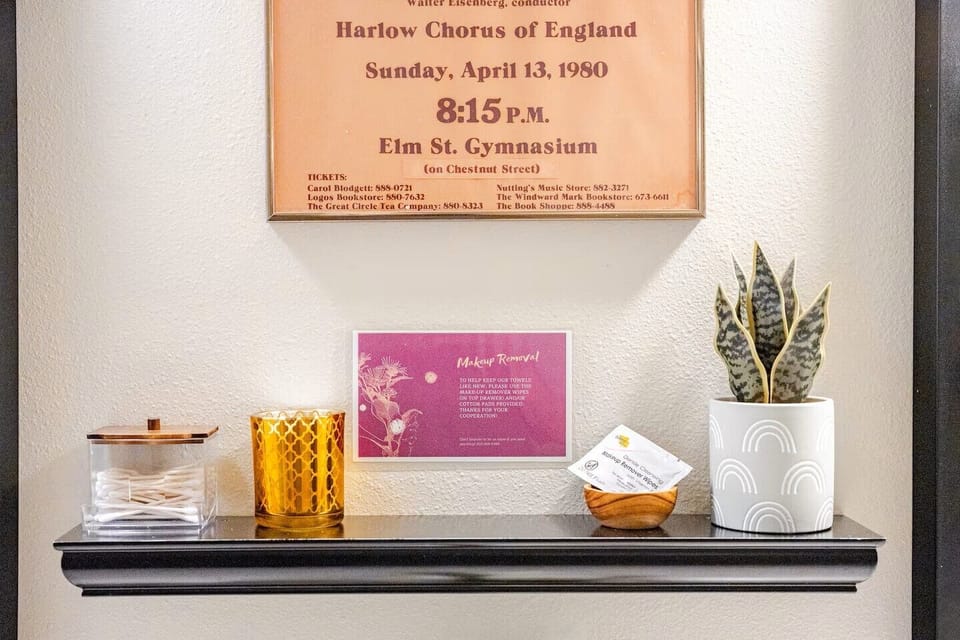 Walter Eisenberg, conductor
Harlow Chorus of England
Sunday, April 13, 1980
8:15 P.M.
Elm St. Gymnasium
(on Chestnut Street)
TICKETS:
Carol Blodgett: 888-0721
Logos Bookstore: 880-7632
The Great Circle Tea Company: 880-8323
Nutting's Music Store: 882-3271
The Windward Mark Bookstore: 673-6611
The Book Shoppe: 888-4488
Makeup Removal
TO HELP KEEP OUR TOWELS
LIKE NEW, PLEASE USE THE
MAKE-UP REMOVER WIPES
ON TOP DRAWER) AND/OR
COTTON PADS PROVIDED.
THANKS FOR YOUR
COOPERATION!
Gentle Cleansing
Makeup Remover Wipes